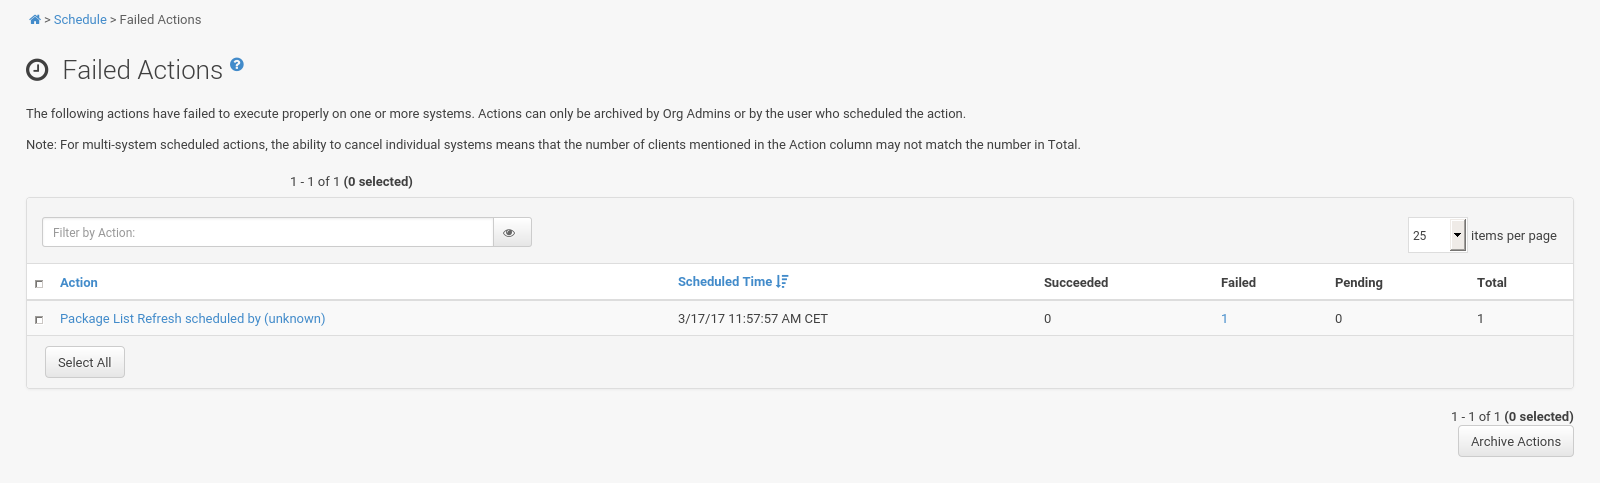 > Schedule > Failed Actions
Failed Actions ?
The following actions have failed to execute properly on one or more systems. Actions can only be archived by Org Admins or by the user who scheduled the action.
Note: For multi-system scheduled actions, the ability to cancel individual systems means that the number of clients mentioned in the Action column may not match the number in Total.
1 - 1 of 1 (0 selected)
Filter by Action:
25 items per page
Action Scheduled Time Succeeded Failed Pending Total
Package List Refresh scheduled by (unknown) 3/17/17 11:57:57 AM CET 0 1 0 1
Select All
1 - 1 of 1 (0 selected)
Archive Actions